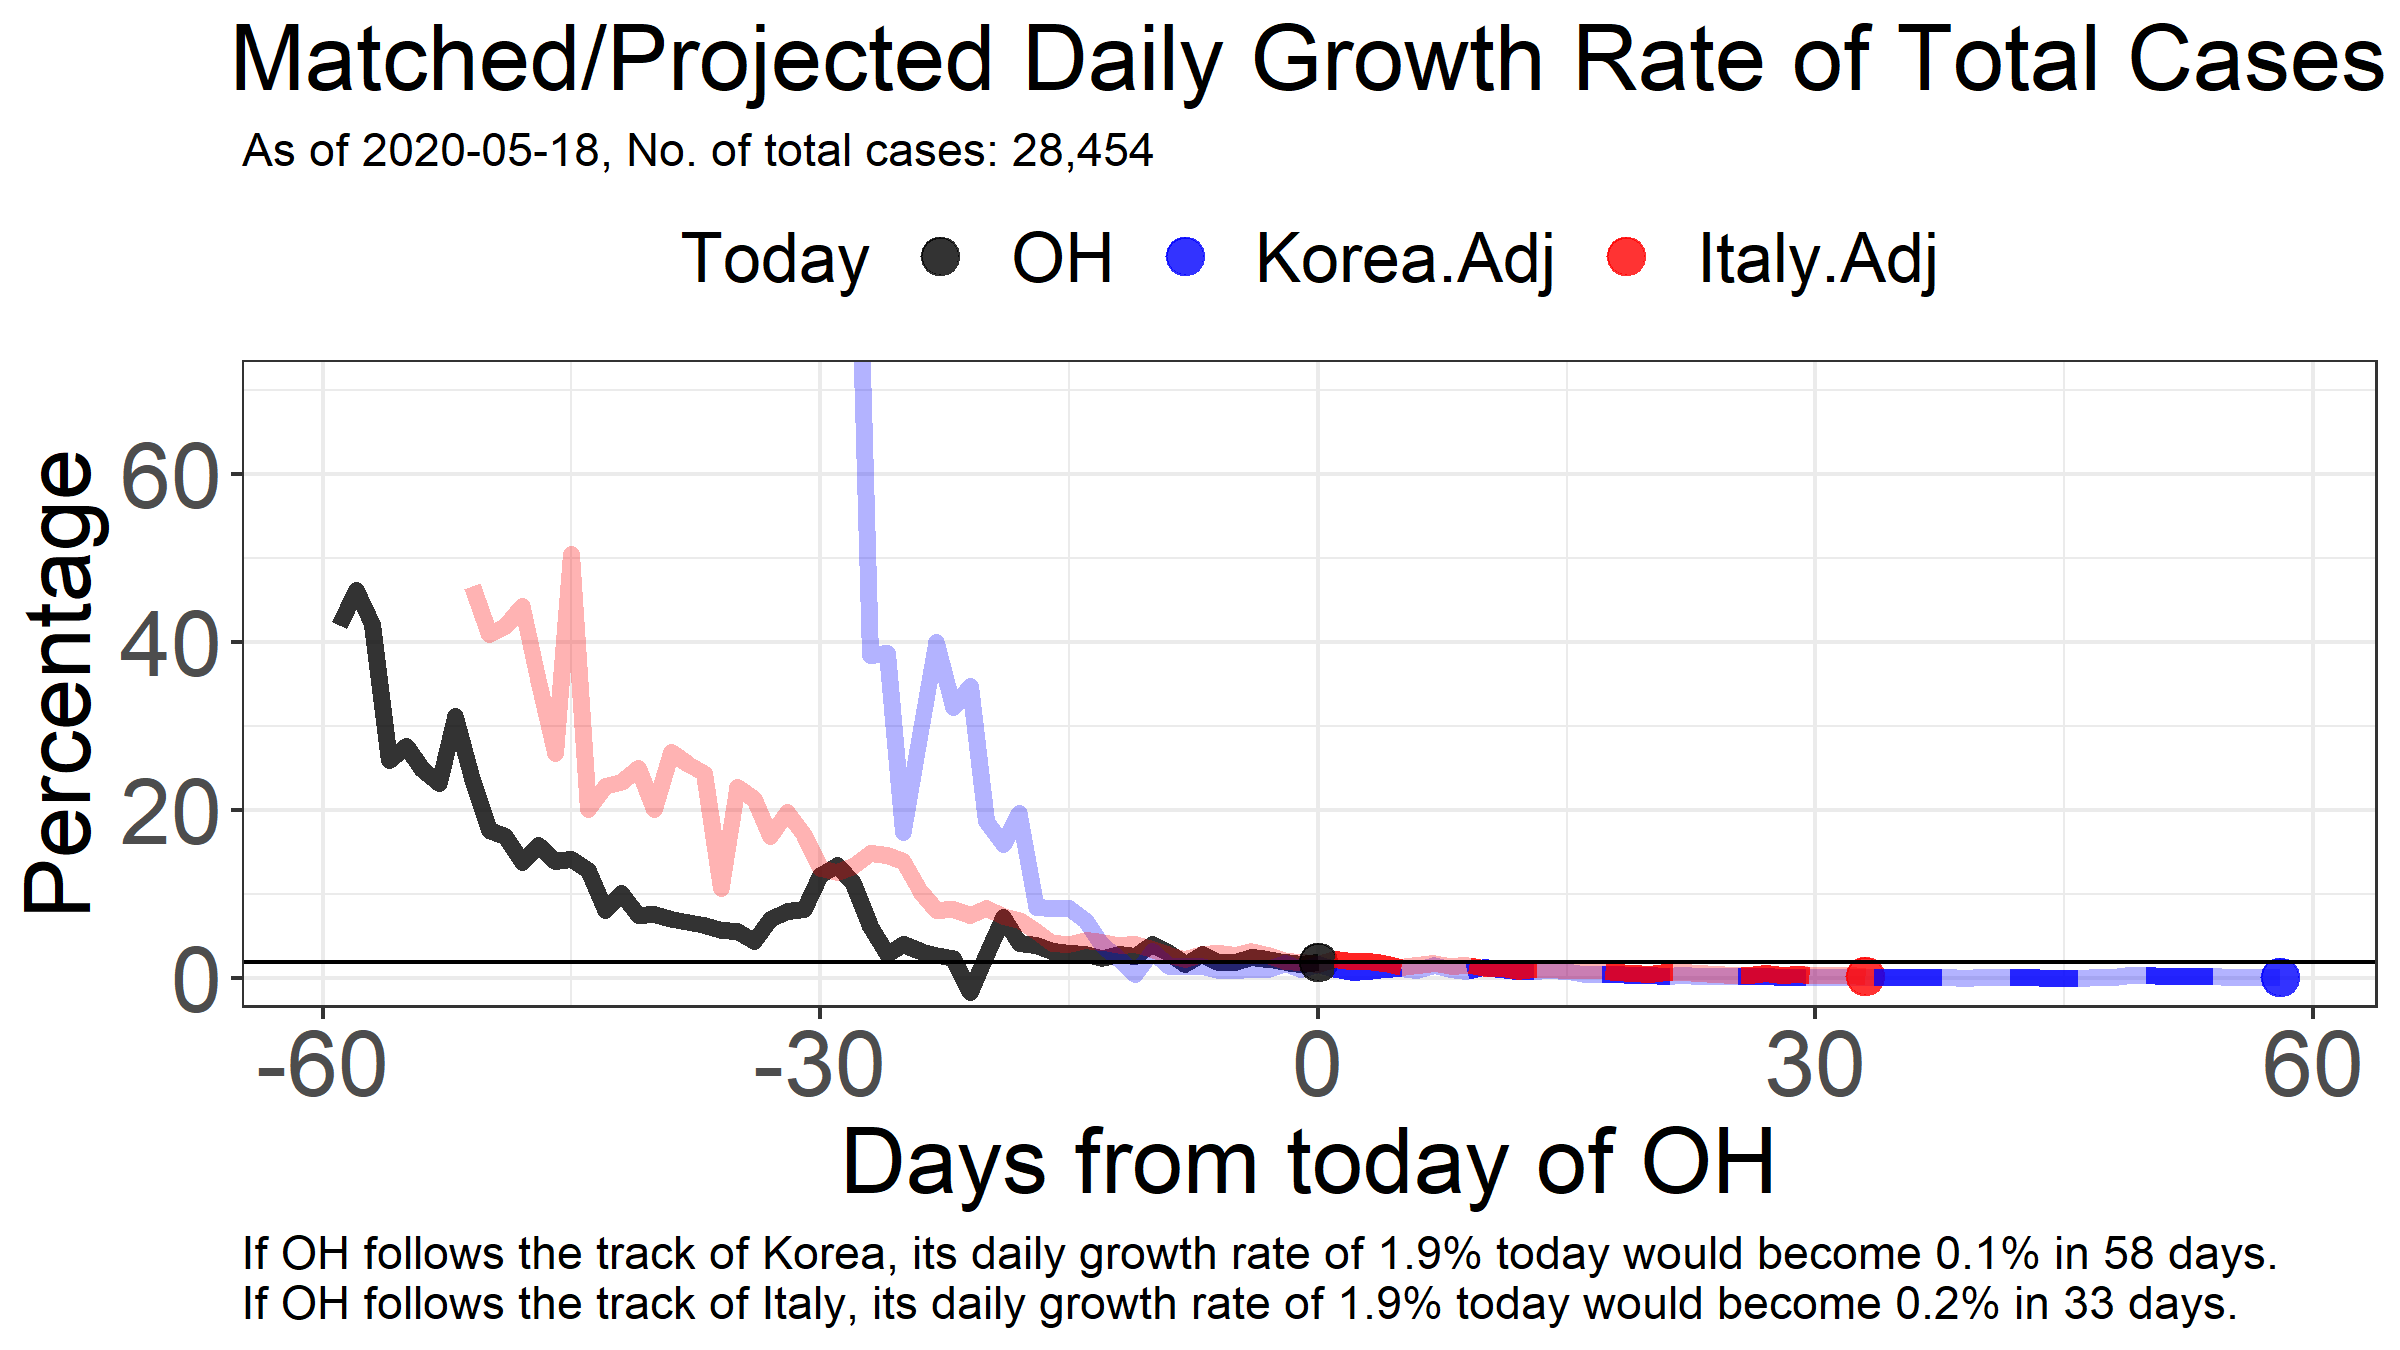 Matched/Projected Daily Growth Rate of Total Cases
As of 2020-05-18, No. of total cases: 28,454
Today OH Korea.Adj Italy.Adj
Percentage
60
40
20
0
-60 -30 0 30 60
Days from today of OH
If OH follows the track of Korea, its daily growth rate of 1.9% today would become 0.1% in 58 days.
If OH follows the track of Italy, its daily growth rate of 1.9% today would become 0.2% in 33 days.